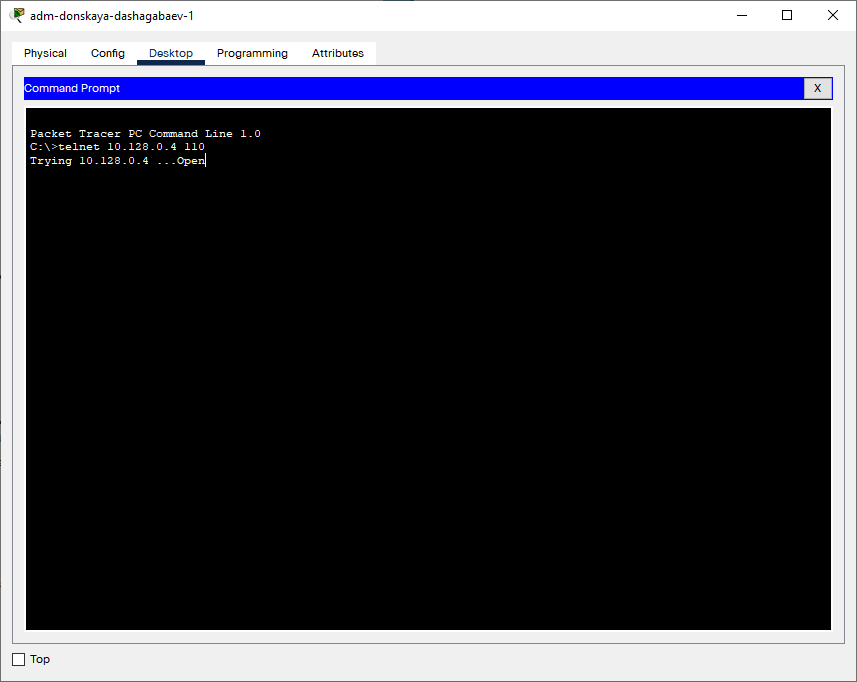 adm-donskaya-dashagabaev-1
Physical Config Desktop Programming Attributes
Command Prompt X
Packet Tracer PC Command Line 1.0
C:\>telnet 10.128.0.4 110
Trying 10.128.0.4 ...Open
Top